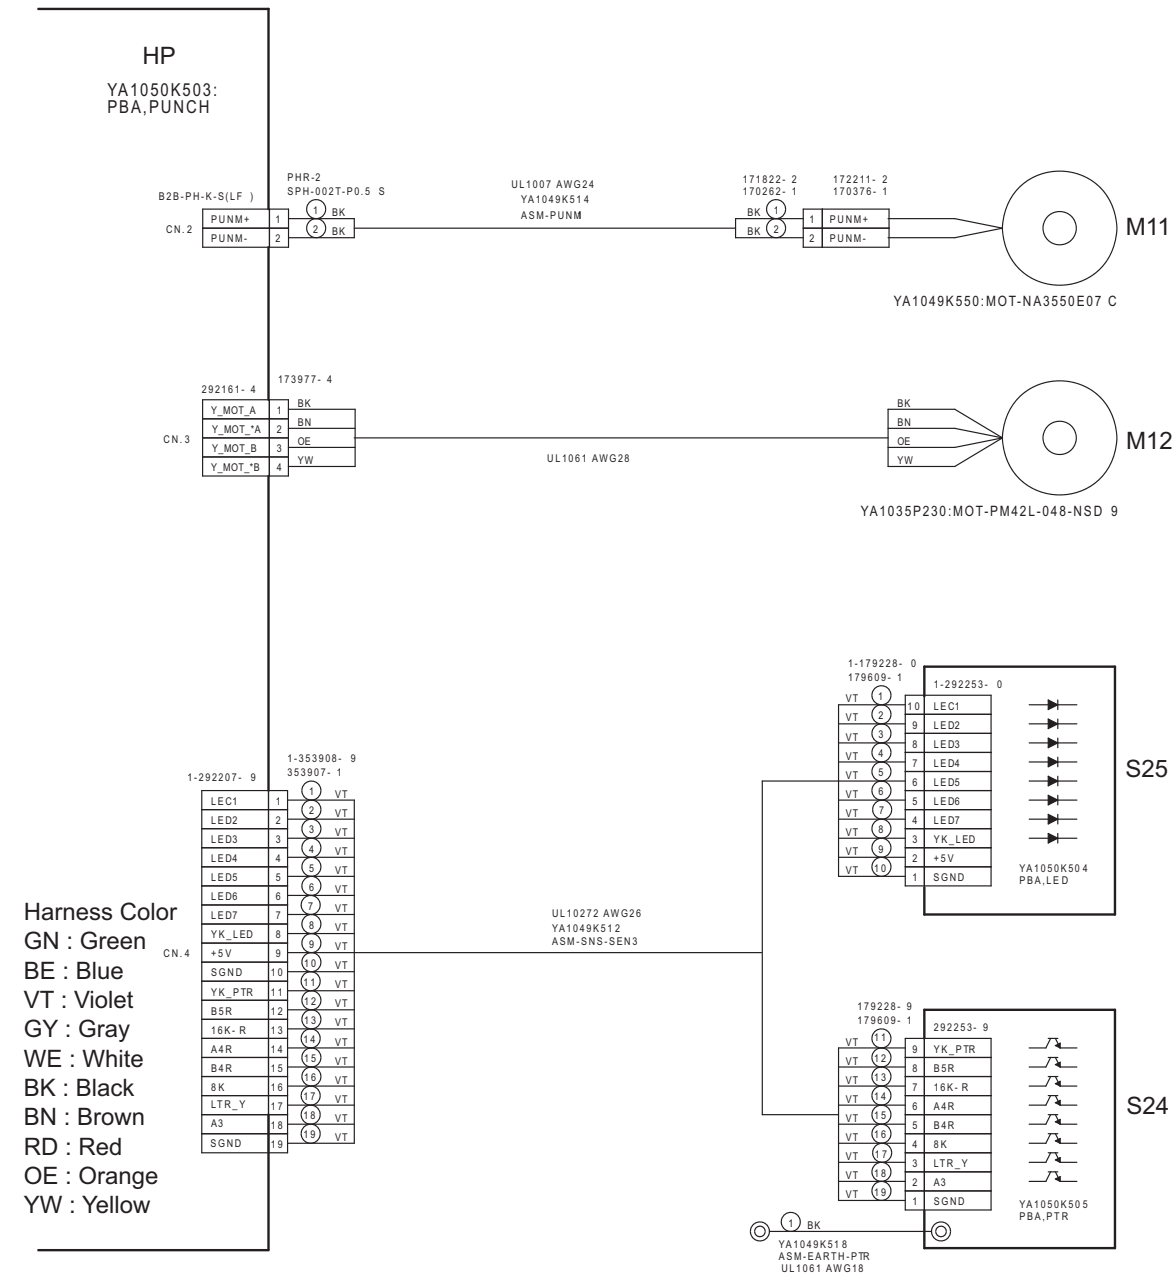 HP
YA1050K503:
PBA,PUNCH
B2B-PH-K-S(LF )
PHR-2
SPH-002T-P0.5 S
CN.2
PUNM+ 1
PUNM- 2
1 BK
2 BK
UL1007 AWG24
YA1049K514
ASM-PUNM
171822- 2
170262- 1
172211- 2
170376- 1
BK 1
BK 2
1 PUNM+
2 PUNM-
M11
YA1049K550:MOT-NA3550E07 C
292161- 4
173977- 4
CN.3
Y_MOT_A 1 BK
Y_MOT_*A 2 BN
Y_MOT_B 3 OE
Y_MOT_*B 4 YW
UL1061 AWG28
BK
BN
OE
YW
M12
YA1035P230:MOT-PM42L-048-NSD 9
1-292207- 9
1-353908- 9
353907- 1
CN.4
LEC1 1 1 VT
LED2 2 2 VT
LED3 3 3 VT
LED4 4 4 VT
LED5 5 5 VT
LED6 6 6 VT
LED7 7 7 VT
YK_LED 8 8 VT
+5V 9 9 VT
SGND 10 10 VT
YK_PTR 11 11 VT
B5R 12 12 VT
16K- R 13 13 VT
A4R 14 14 VT
B4R 15 15 VT
8K 16 16 VT
LTR_Y 17 17 VT
A3 18 18 VT
SGND 19 19 VT
UL10272 AWG26
YA1049K512
ASM-SNS-SEN3
1-179228- 0
179609- 1
1-292253- 0
VT 1 10 LEC1
VT 2 9 LED2
VT 3 8 LED3
VT 4 7 LED4
VT 5 6 LED5
VT 6 5 LED6
VT 7 4 LED7
VT 8 3 YK_LED
VT 9 2 +5V
VT 10 1 SGND
YA1050K504
PBA,LED
S25
179228- 9
179609- 1
292253- 9
VT 11 9 YK_PTR
VT 12 8 B5R
VT 13 7 16K- R
VT 14 6 A4R
VT 15 5 B4R
VT 16 4 8K
VT 17 3 LTR_Y
VT 18 2 A3
VT 19 1 SGND
YA1050K505
PBA,PTR
S24
1 BK
YA1049K518
ASM-EARTH-PTR
UL1061 AWG18
Harness Color
GN : Green
BE : Blue
VT : Violet
GY : Gray
WE : White
BK : Black
BN : Brown
RD : Red
OE : Orange
YW : Yellow